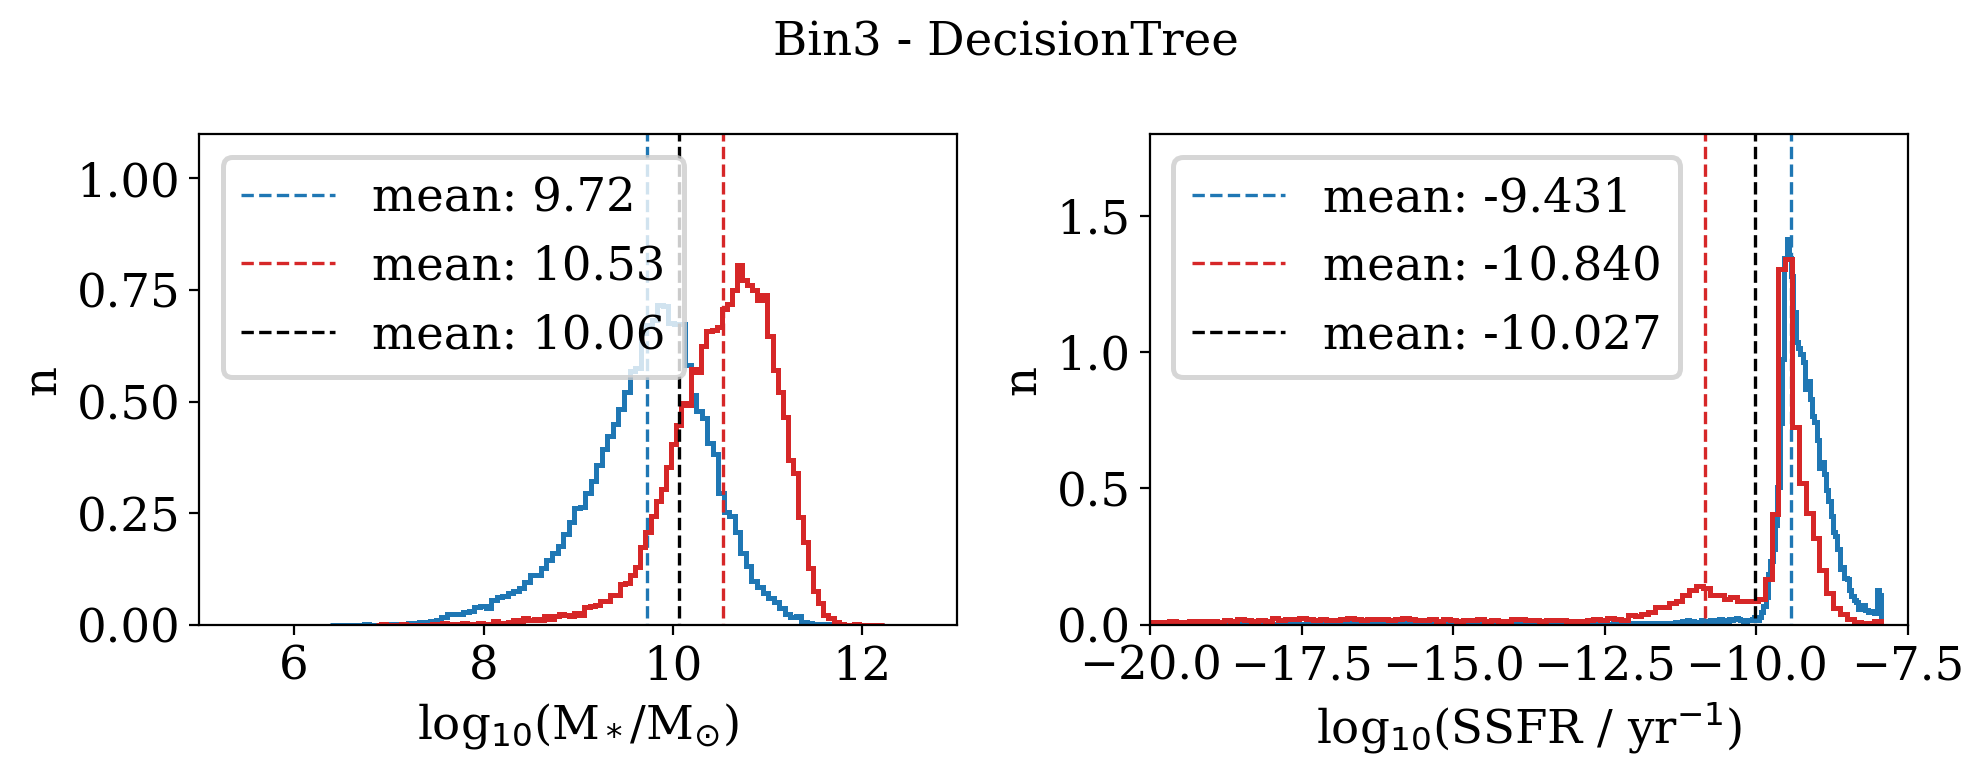 Bin3 - DecisionTree
n
1.00
0.75
0.50
0.25
0.00
mean: 9.72
mean: 10.53
mean: 10.06
6 8 10 12
log₁₀(M∗/M⊙)
n
1.5
1.0
0.5
0.0
mean: -9.431
mean: -10.840
mean: -10.027
−20.0 −17.5 −15.0 −12.5 −10.0 −7.5
log₁₀(SSFR / yr⁻¹)